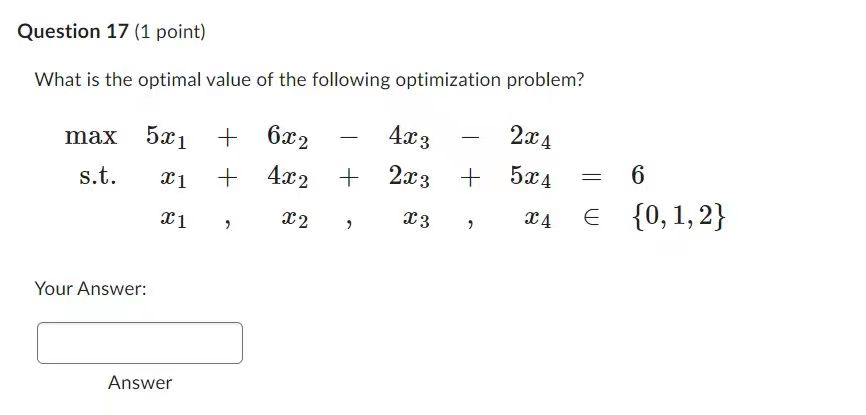 Question 17 (1 point)
What is the optimal value of the following optimization problem?
max 5x₁ + 6x₂ − 4x₃ − 2x₄
s.t. x₁ + 4x₂ + 2x₃ + 5x₄ = 6
x₁ , x₂ , x₃ , x₄ ∈ {0, 1, 2}
Your Answer:
Answer